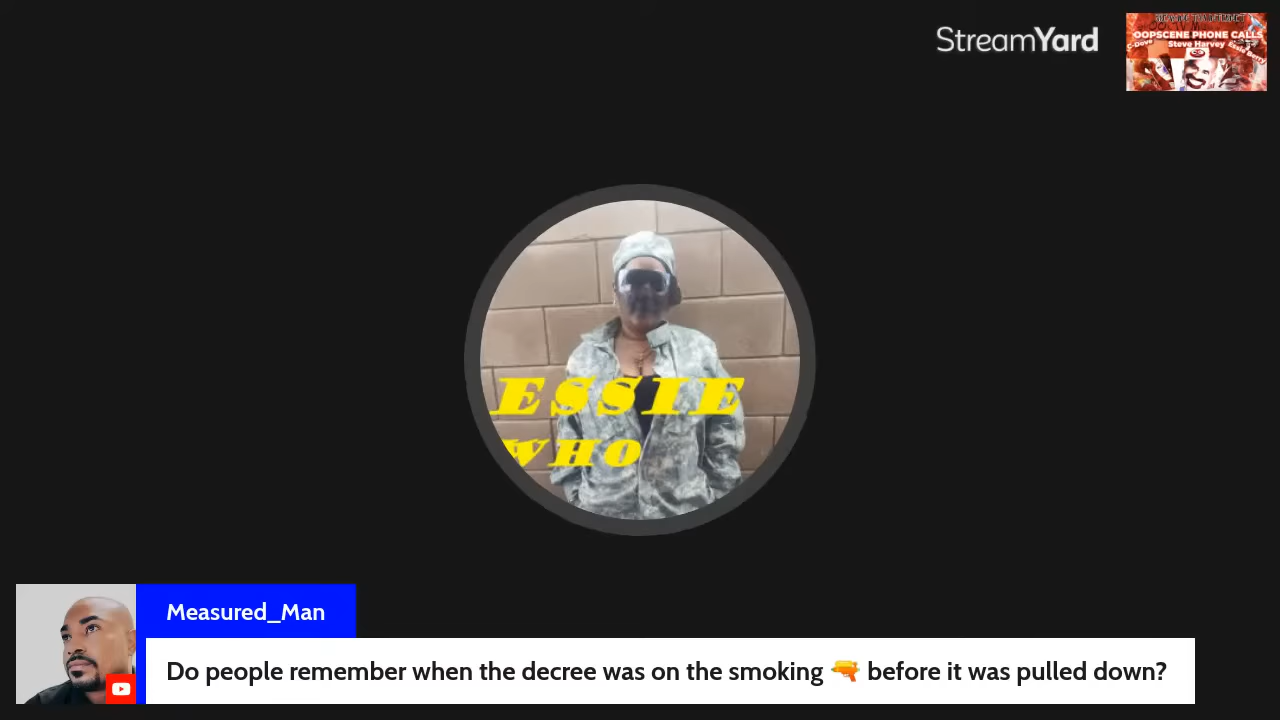 StreamYard
OOPSCENE PHONE CALLS
Steve Harvey
ESSIE
WHO
Measured_Man
Do people remember when the decree was on the smoking 🔫 before it was pulled down?